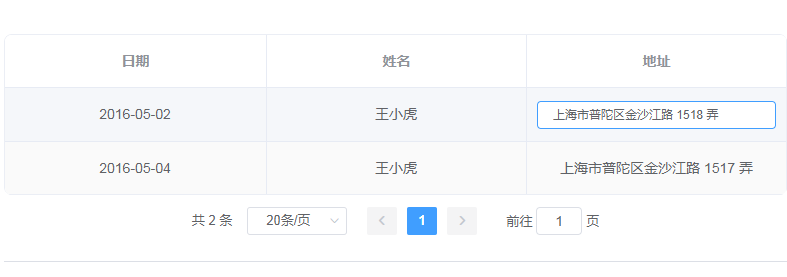 日期 姓名 地址
2016-05-02 王小虎 上海市普陀区金沙江路 1518 弄
2016-05-04 王小虎 上海市普陀区金沙江路 1517 弄
共 2 条 20条/页 1 前往 1 页